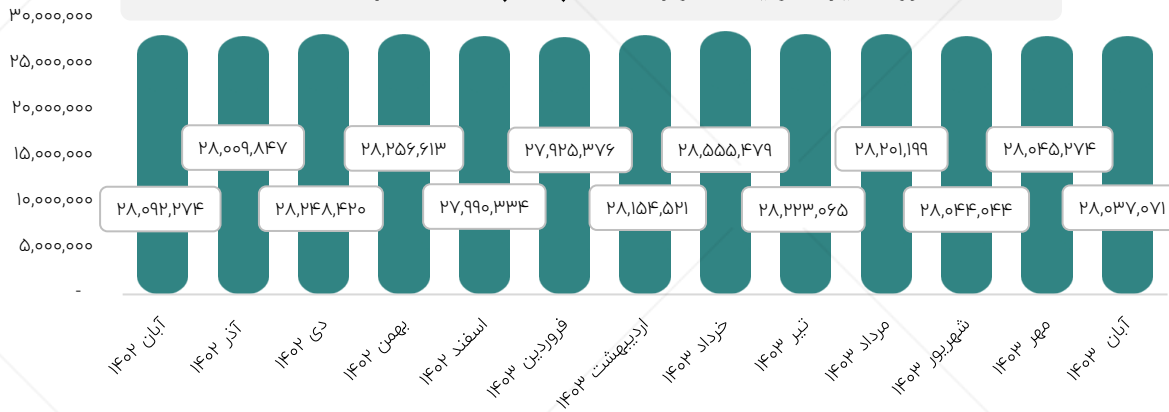 ۳۰,۰۰۰,۰۰۰
۲۵,۰۰۰,۰۰۰
۲۰,۰۰۰,۰۰۰
۱۵,۰۰۰,۰۰۰
۱۰,۰۰۰,۰۰۰
۵,۰۰۰,۰۰۰
-
۲۸,۰۹۲,۲۷۴
۲۸,۰۰۹,۸۴۷
۲۸,۲۴۸,۴۲۰
۲۸,۲۵۶,۶۱۳
۲۷,۹۹۰,۳۳۴
۲۷,۹۲۵,۳۷۶
۲۸,۱۵۴,۵۲۱
۲۸,۵۵۵,۴۷۹
۲۸,۲۲۳,۰۶۵
۲۸,۲۰۱,۱۹۹
۲۸,۰۴۴,۰۴۴
۲۸,۰۴۵,۲۷۴
۲۸,۰۳۷,۰۷۱
آبان ۱۴۰۲
آذر ۱۴۰۲
دی ۱۴۰۲
بهمن ۱۴۰۲
اسفند ۱۴۰۲
فروردین ۱۴۰۳
اردیبهشت ۱۴۰۳
خرداد ۱۴۰۳
تیر ۱۴۰۳
مرداد ۱۴۰۳
شهریور ۱۴۰۳
مهر ۱۴۰۳
آبان ۱۴۰۳